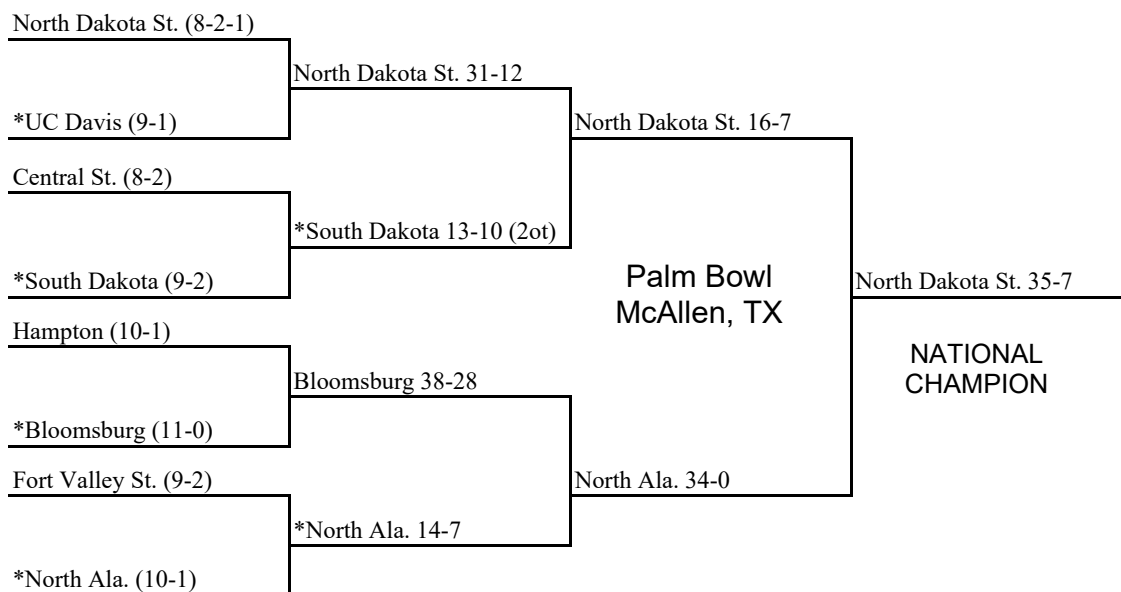 North Dakota St. (8-2-1)
North Dakota St. 31-12
*UC Davis (9-1)
North Dakota St. 16-7
Central St. (8-2)
*South Dakota 13-10 (2ot)
*South Dakota (9-2)
Palm Bowl
McAllen, TX
North Dakota St. 35-7
NATIONAL
CHAMPION
Hampton (10-1)
Bloomsburg 38-28
*Bloomsburg (11-0)
Fort Valley St. (9-2)
North Ala. 34-0
*North Ala. 14-7
*North Ala. (10-1)